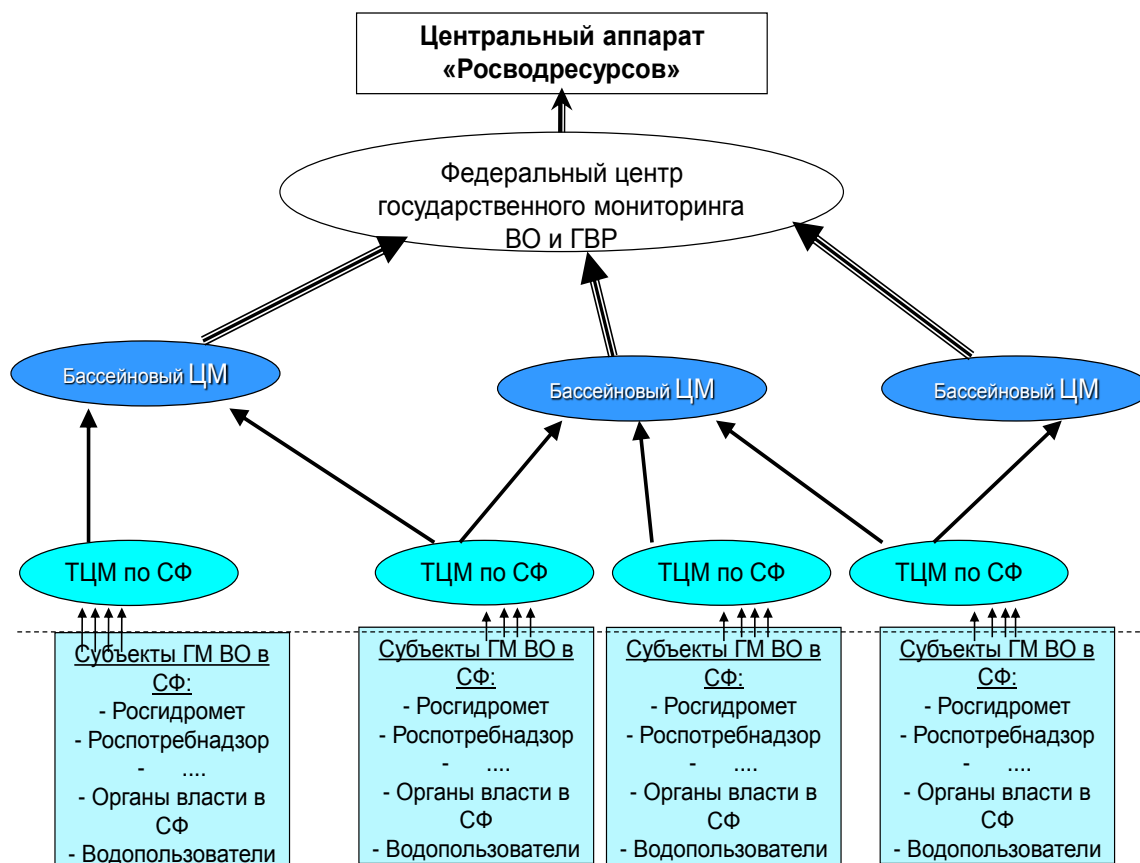 Центральный аппарат
«Росводресурсов»
Федеральный центр
государственного мониторинга
ВО и ГВР
Бассейновый ЦМ
Бассейновый ЦМ
Бассейновый ЦМ
ТЦМ по СФ
ТЦМ по СФ
ТЦМ по СФ
ТЦМ по СФ
Субъекты ГМ ВО в
СФ:
- Росгидромет
- Роспотребнадзор
- ....
- Органы власти в
СФ
- Водопользователи
Субъекты ГМ ВО в
СФ:
- Росгидромет
- Роспотребнадзор
- ....
- Органы власти в
СФ
- Водопользователи
Субъекты ГМ ВО в
СФ:
- Росгидромет
- Роспотребнадзор
- ....
- Органы власти в
СФ
- Водопользователи
Субъекты ГМ ВО в
СФ:
- Росгидромет
- Роспотребнадзор
- ....
- Органы власти в
СФ
- Водопользователи